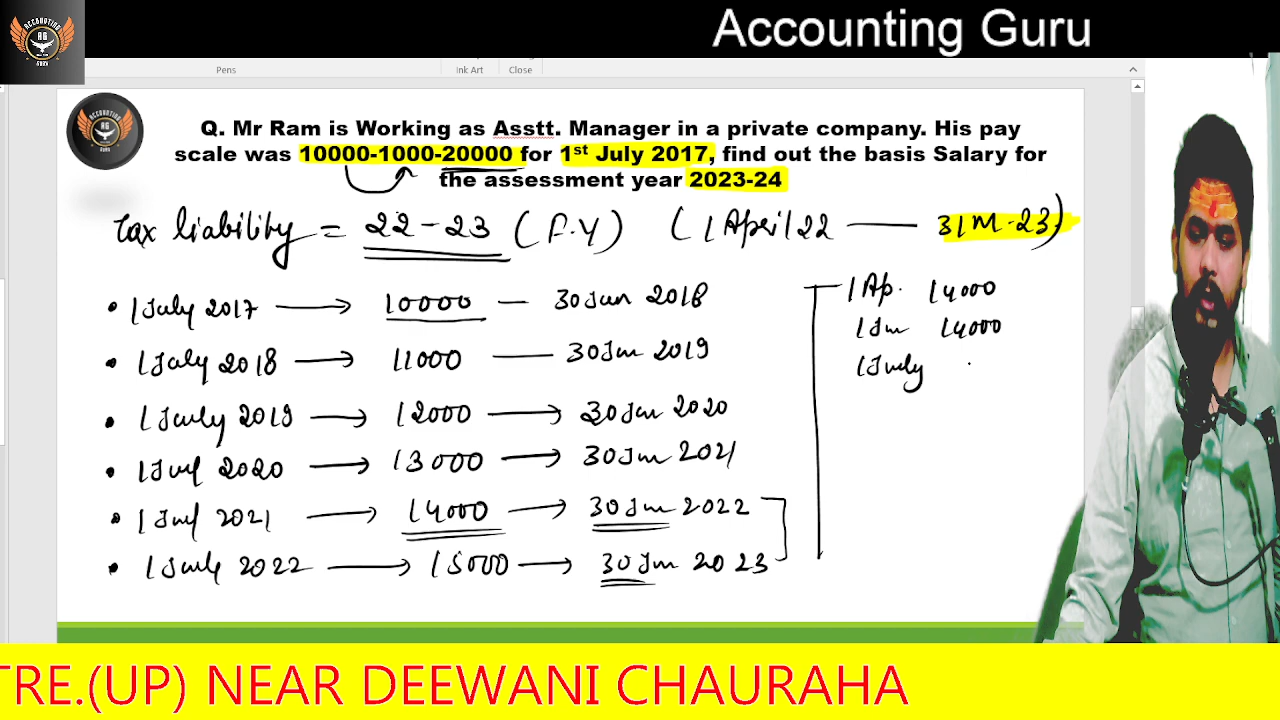 Accounting Guru
ACCOUNTING
AG
GURU
Pens
Ink Art
Close
Q. Mr Ram is Working as Asstt. Manager in a private company. His pay
scale was 10000-1000-20000 for 1st July 2017, find out the basis Salary for
the assessment year 2023-24
Tax liability = 22-23 (F.Y) (1 April 22 — 31 M-23)
• 1 July 2017 → 10000 — 30 Jun 2018
• 1 July 2018 → 11000 — 30 Jun 2019
• 1 July 2019 → 12000 → 30 Jun 2020
• 1 Jul 2020 → 13000 → 30 Jun 2021
• 1 Jul 2021 → 14000 → 30 Jun 2022
• 1 July 2022 → 15000 → 30 Jun 2023
1 Ap. 14000
1 Jun 14000
1 July
TRE.(UP) NEAR DEEWANI CHAURAHA